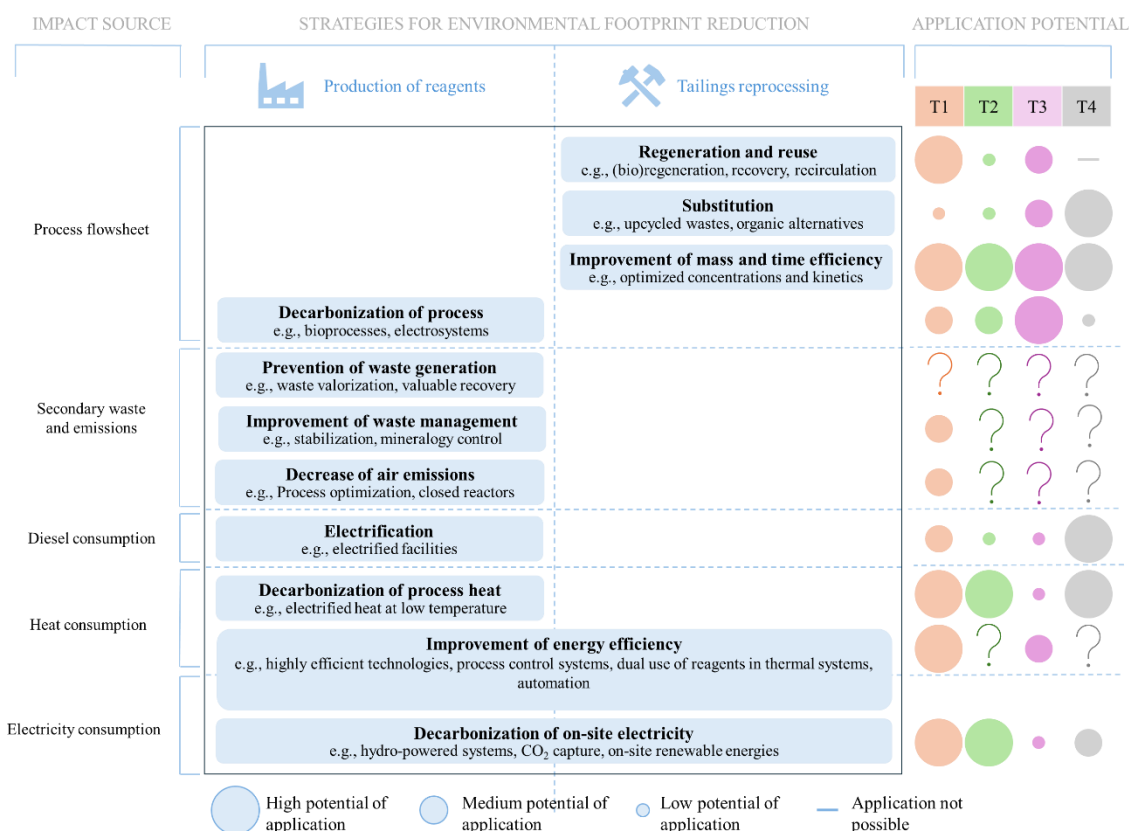 IMPACT SOURCE
STRATEGIES FOR ENVIRONMENTAL FOOTPRINT REDUCTION
APPLICATION POTENTIAL
Production of reagents
Tailings reprocessing
T1
T2
T3
T4
Process flowsheet
Regeneration and reuse
e.g., (bio)regeneration, recovery, recirculation
Substitution
e.g., upcycled wastes, organic alternatives
Improvement of mass and time efficiency
e.g., optimized concentrations and kinetics
Decarbonization of process
e.g., bioprocesses, electrosystems
Secondary waste
and emissions
Prevention of waste generation
e.g., waste valorization, valuable recovery
? ? ? ?
Improvement of waste management
e.g., stabilization, mineralogy control
? ? ?
Decrease of air emissions
e.g., Process optimization, closed reactors
? ? ?
Diesel consumption
Electrification
e.g., electrified facilities
Heat consumption
Decarbonization of process heat
e.g., electrified heat at low temperature
Improvement of energy efficiency
e.g., highly efficient technologies, process control systems, dual use of reagents in thermal systems,
automation
? ?
Electricity consumption
Decarbonization of on-site electricity
e.g., hydro-powered systems, CO₂ capture, on-site renewable energies
High potential of
application
Medium potential of
application
Low potential of
application
Application not
possible